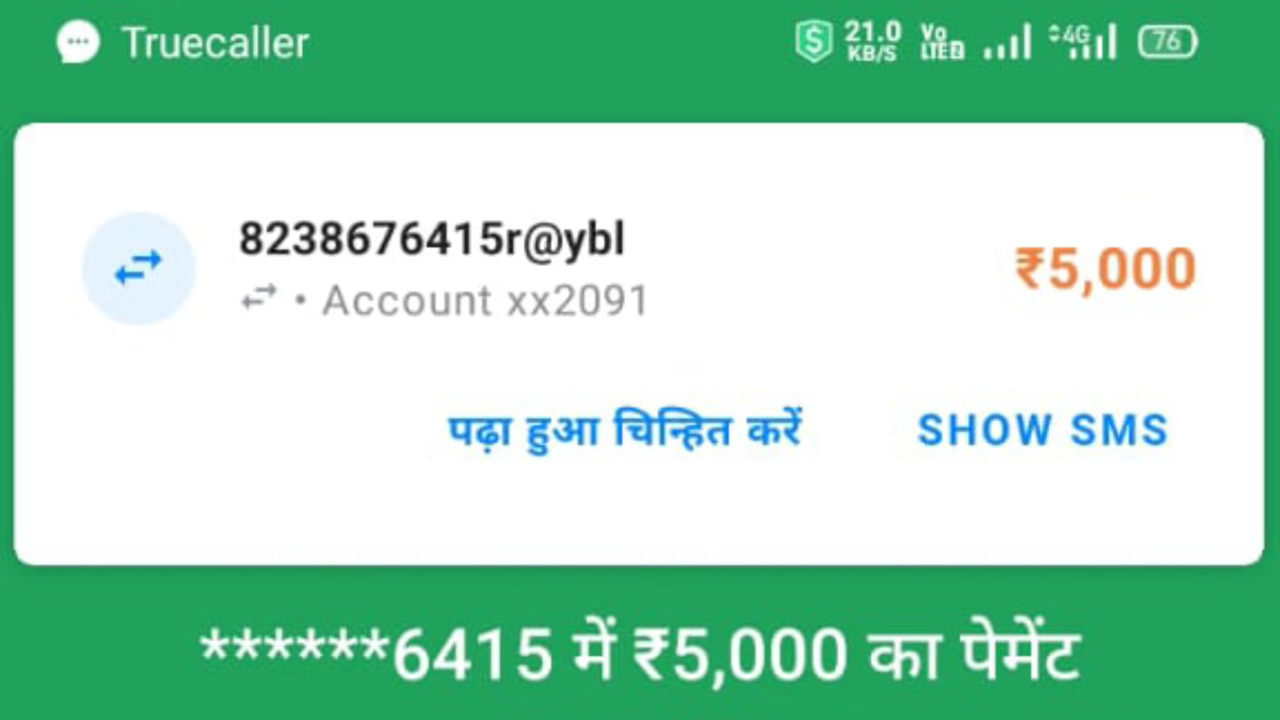 Truecaller
21.0
KB/S
Vo
LTE 2
4G
76
8238676415r@ybl
• Account xx2091
₹5,000
पढ़ा हुआ चिन्हित करें
SHOW SMS
******6415 में ₹5,000 का पेमेंट